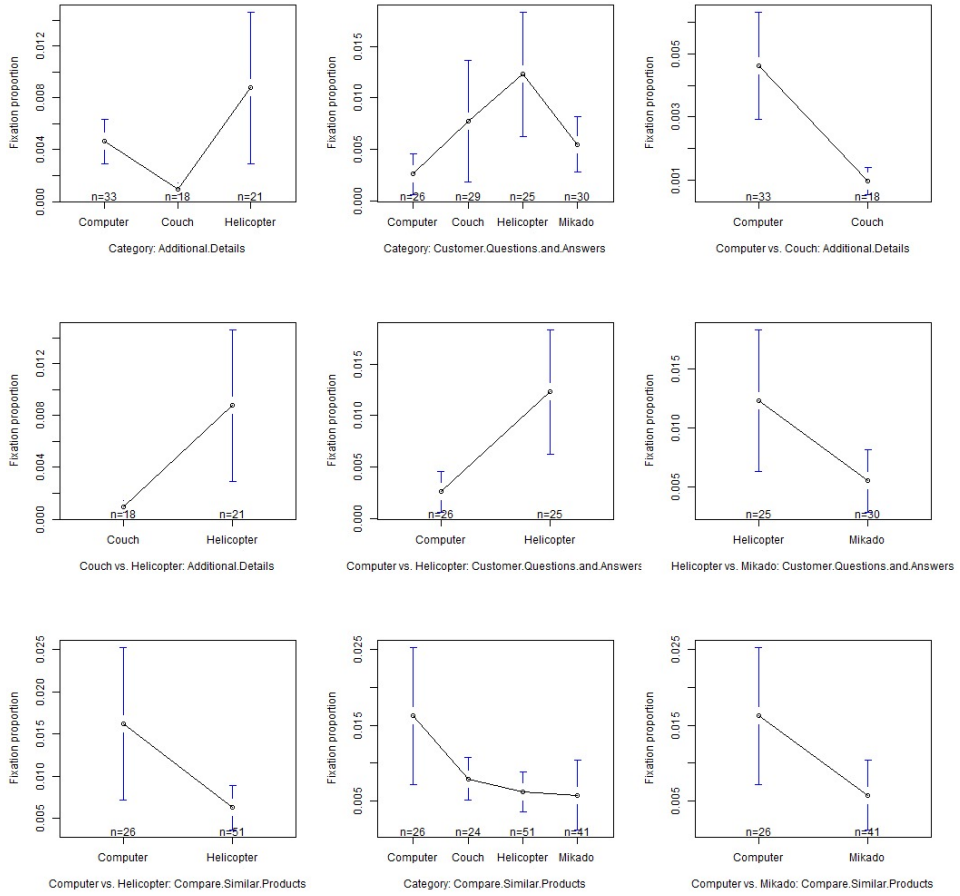 Fixation proportion
0.000 0.004 0.008 0.012
n=33 n=18 n=21
Computer Couch Helicopter
Category: Additional.Details
Fixation proportion
0.000 0.005 0.010 0.015
n=26 n=29 n=25 n=30
Computer Couch Helicopter Mikado
Category: Customer.Questions.and.Answers
Fixation proportion
0.001 0.003 0.005
n=33 n=18
Computer Couch
Computer vs. Couch: Additional.Details
Fixation proportion
0.000 0.004 0.008 0.012
n=18 n=21
Couch Helicopter
Couch vs. Helicopter: Additional.Details
Fixation proportion
0.000 0.005 0.010 0.015
n=26 n=25
Computer Helicopter
Computer vs. Helicopter: Customer.Questions.and.Answers
Fixation proportion
0.005 0.010 0.015
n=25 n=30
Helicopter Mikado
Helicopter vs. Mikado: Customer.Questions.and.Answers
Fixation proportion
0.005 0.010 0.015 0.020 0.025
n=26 n=51
Computer Helicopter
Computer vs. Helicopter: Compare.Similar.Products
Fixation proportion
0.005 0.015 0.025
n=26 n=24 n=51 n=41
Computer Couch Helicopter Mikado
Category: Compare.Similar.Products
Fixation proportion
0.005 0.015 0.025
n=26 n=41
Computer Mikado
Computer vs. Mikado: Compare.Similar.Products